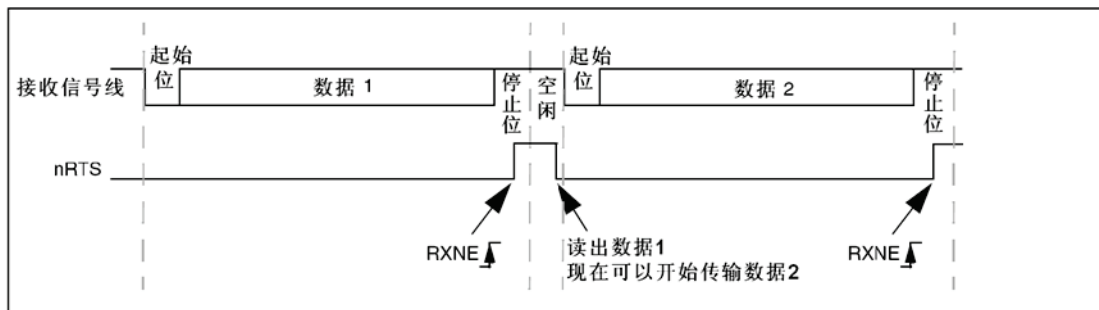 起始
位
接收信号线
数据 1
停止位
空闲
起始
位
数据 2
停止位
nRTS
RXNE
读出数据1
现在可以开始传输数据2
RXNE